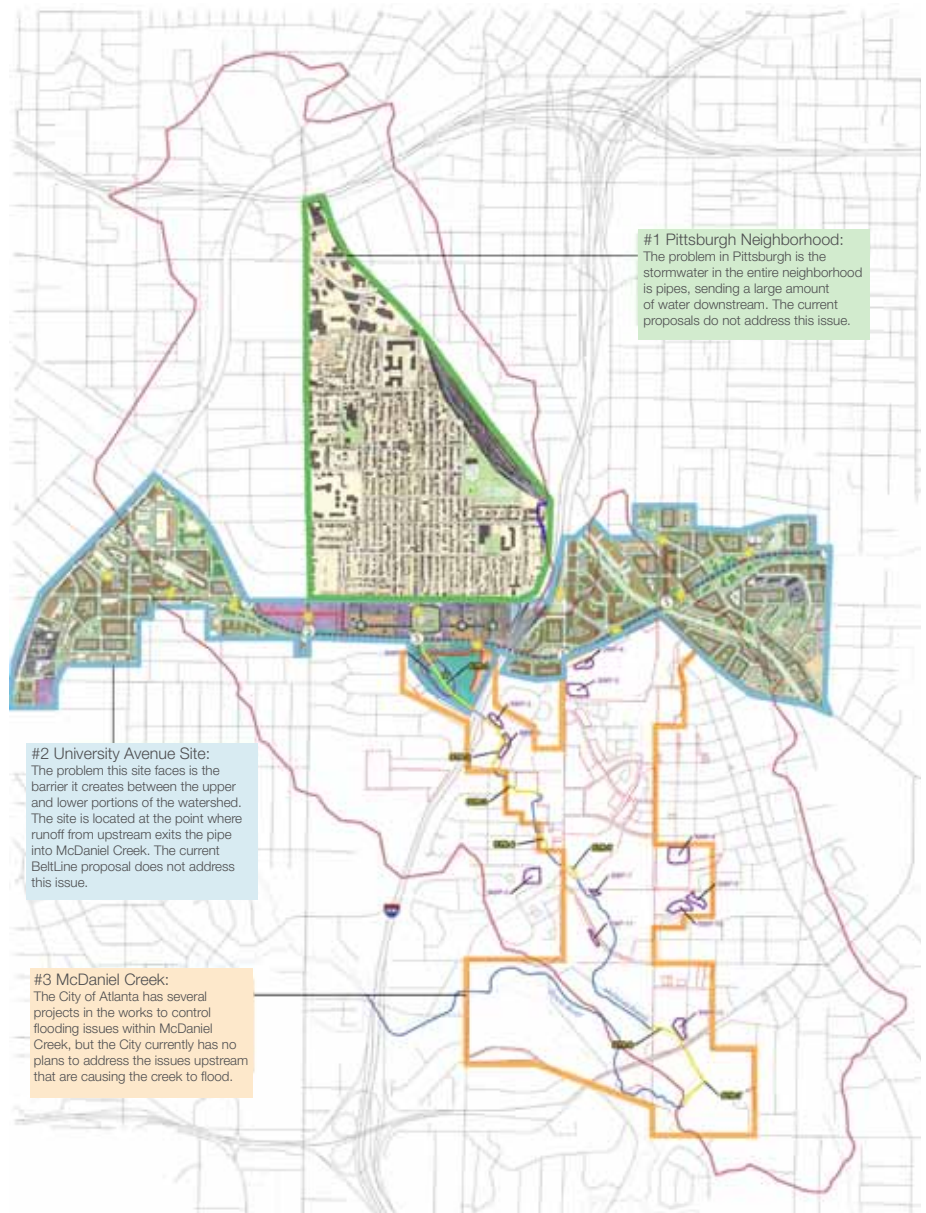 #1 Pittsburgh Neighborhood:
The problem in Pittsburgh is the
stormwater in the entire neighborhood
is pipes, sending a large amount
of water downstream. The current
proposals do not address this issue.
#2 University Avenue Site:
The problem this site faces is the
barrier it creates between the upper
and lower portions of the watershed.
The site is located at the point where
runoff from upstream exits the pipe
into McDaniel Creek. The current
BeltLine proposal does not address
this issue.
#3 McDaniel Creek:
The City of Atlanta has several
projects in the works to control
flooding issues within McDaniel
Creek, but the City currently has no
plans to address the issues upstream
that are causing the creek to flood.